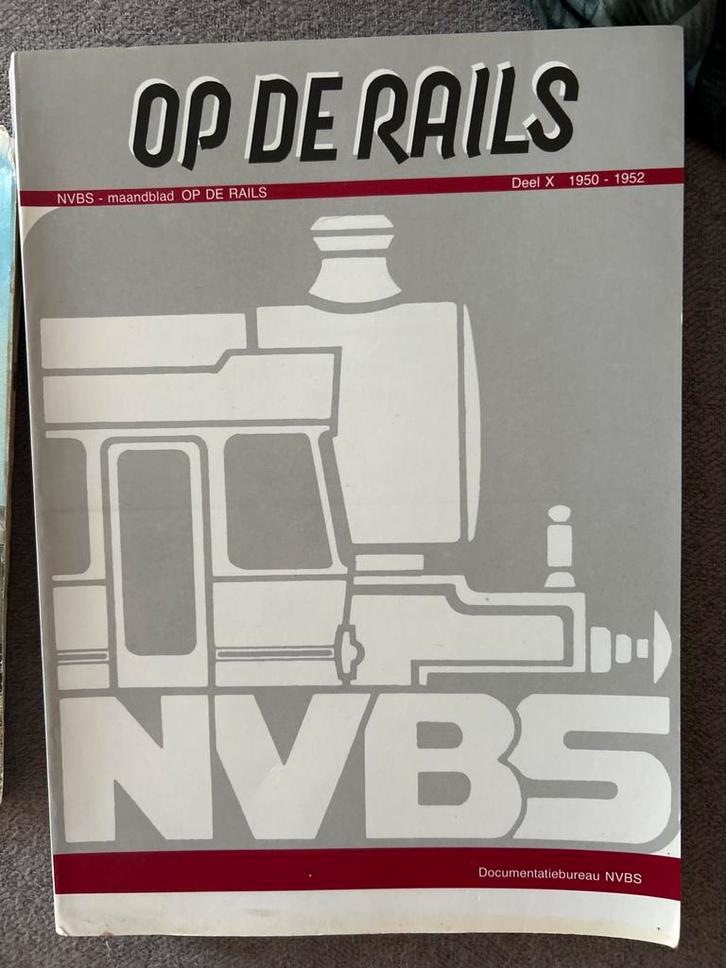 OP DE RAILS
NVBS - maandblad OP DE RAILS
Deel X 1950 - 1952
NVBS
Documentatiebureau NVBS